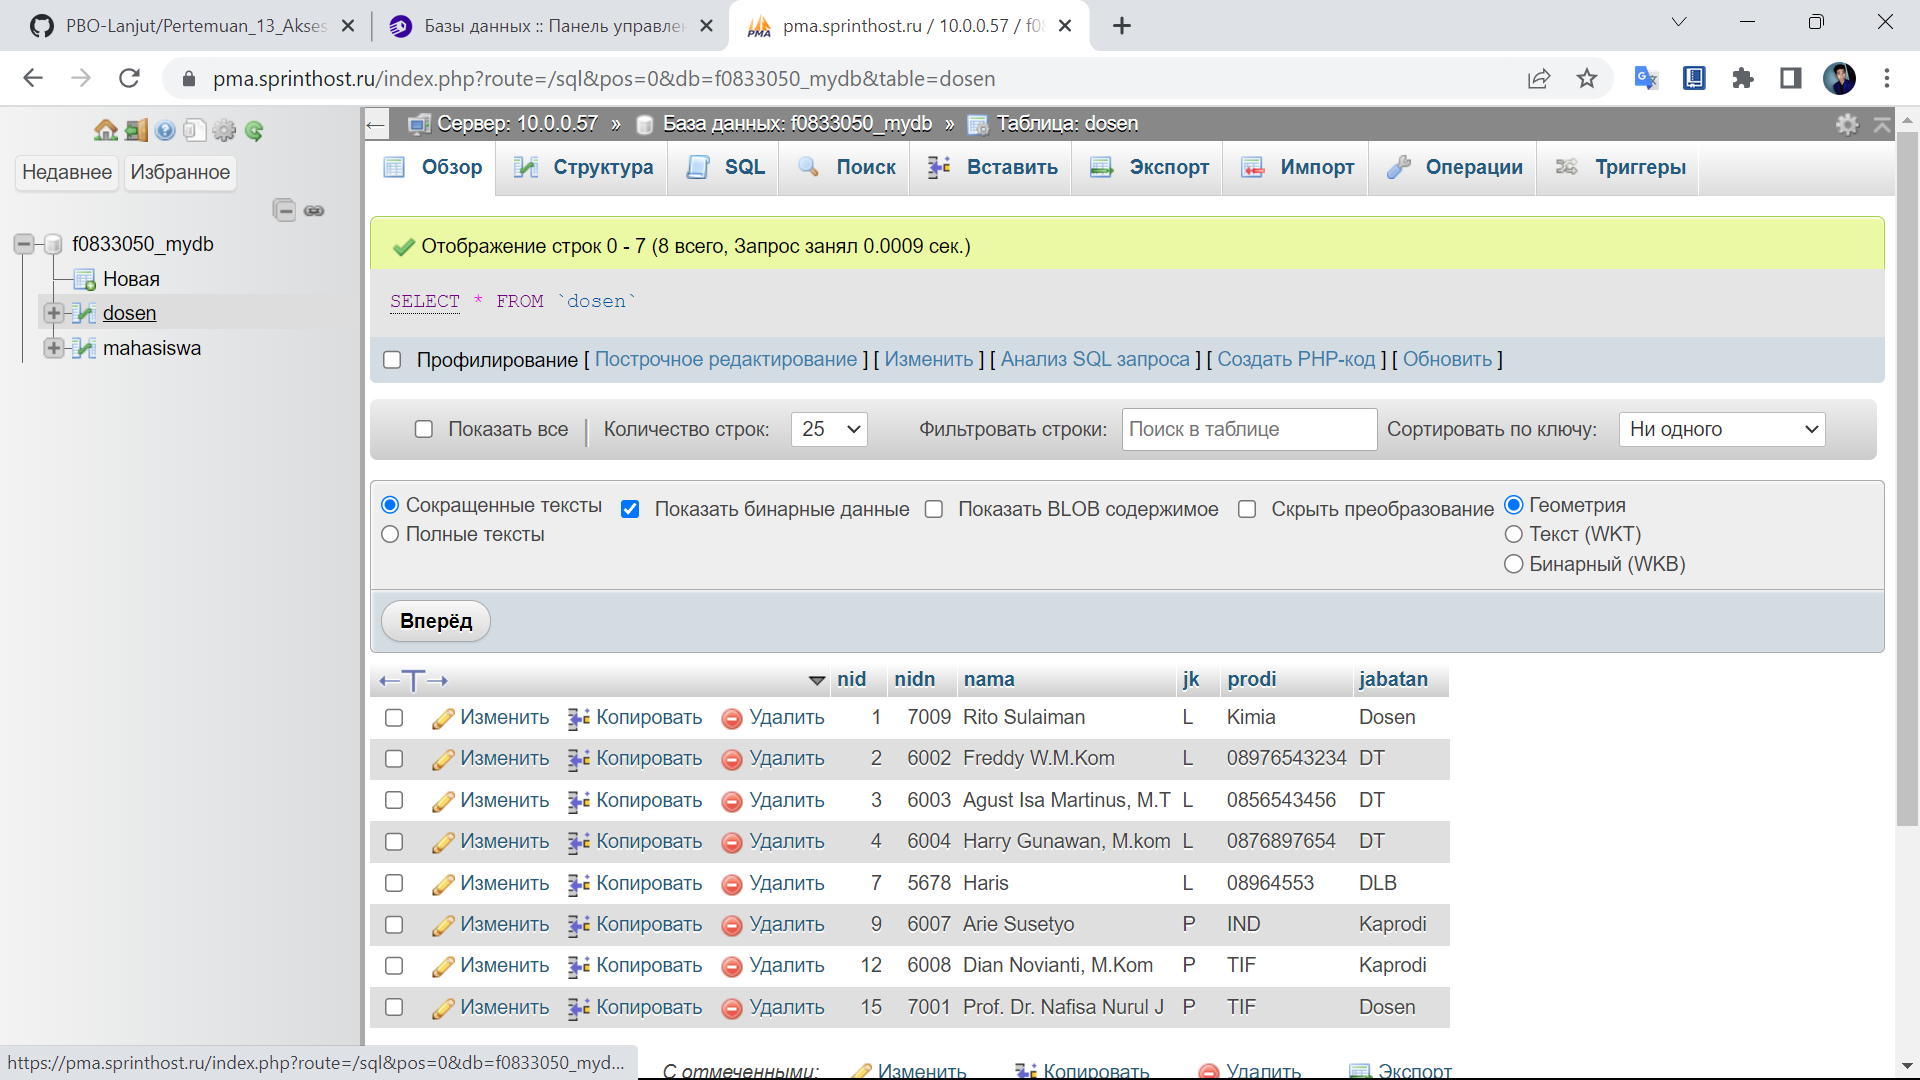 PBO-Lanjut/Pertemuan_13_Akses
Базы данных :: Панель управле
pma.sprinthost.ru / 10.0.0.57 / f08
pma.sprinthost.ru/index.php?route=/sql&pos=0&db=f0833050_mydb&table=dosen
Недавнее Избранное
f0833050_mydb
Новая
dosen
mahasiswa
Сервер: 10.0.0.57 » База данных: f0833050_mydb » Таблица: dosen
Обзор Структура SQL Поиск Вставить Экспорт Импорт Операции Триггеры
Отображение строк 0 - 7 (8 всего, Запрос занял 0.0009 сек.)
SELECT * FROM `dosen`
Профилирование [ Построчное редактирование ] [ Изменить ] [ Анализ SQL запроса ] [ Создать PHP-код ] [ Обновить ]
Показать все Количество строк: 25 Фильтровать строки: Поиск в таблице Сортировать по ключу: Ни одного
Сокращенные тексты Показать бинарные данные Показать BLOB содержимое Скрыть преобразование Геометрия
Полные тексты Текст (WKT)
Бинарный (WKB)
Вперёд
nid nidn nama jk prodi jabatan
Изменить Копировать Удалить 1 7009 Rito Sulaiman L Kimia Dosen
Изменить Копировать Удалить 2 6002 Freddy W.M.Kom L 08976543234 DT
Изменить Копировать Удалить 3 6003 Agust Isa Martinus, M.T L 0856543456 DT
Изменить Копировать Удалить 4 6004 Harry Gunawan, M.kom L 0876897654 DT
Изменить Копировать Удалить 7 5678 Haris L 08964553 DLB
Изменить Копировать Удалить 9 6007 Arie Susetyo P IND Kaprodi
Изменить Копировать Удалить 12 6008 Dian Novianti, M.Kom P TIF Kaprodi
Изменить Копировать Удалить 15 7001 Prof. Dr. Nafisa Nurul J P TIF Dosen
С отмеченными: Изменить Копировать Удалить Экспорт
https://pma.sprinthost.ru/index.php?route=/sql&pos=0&db=f0833050_myd...